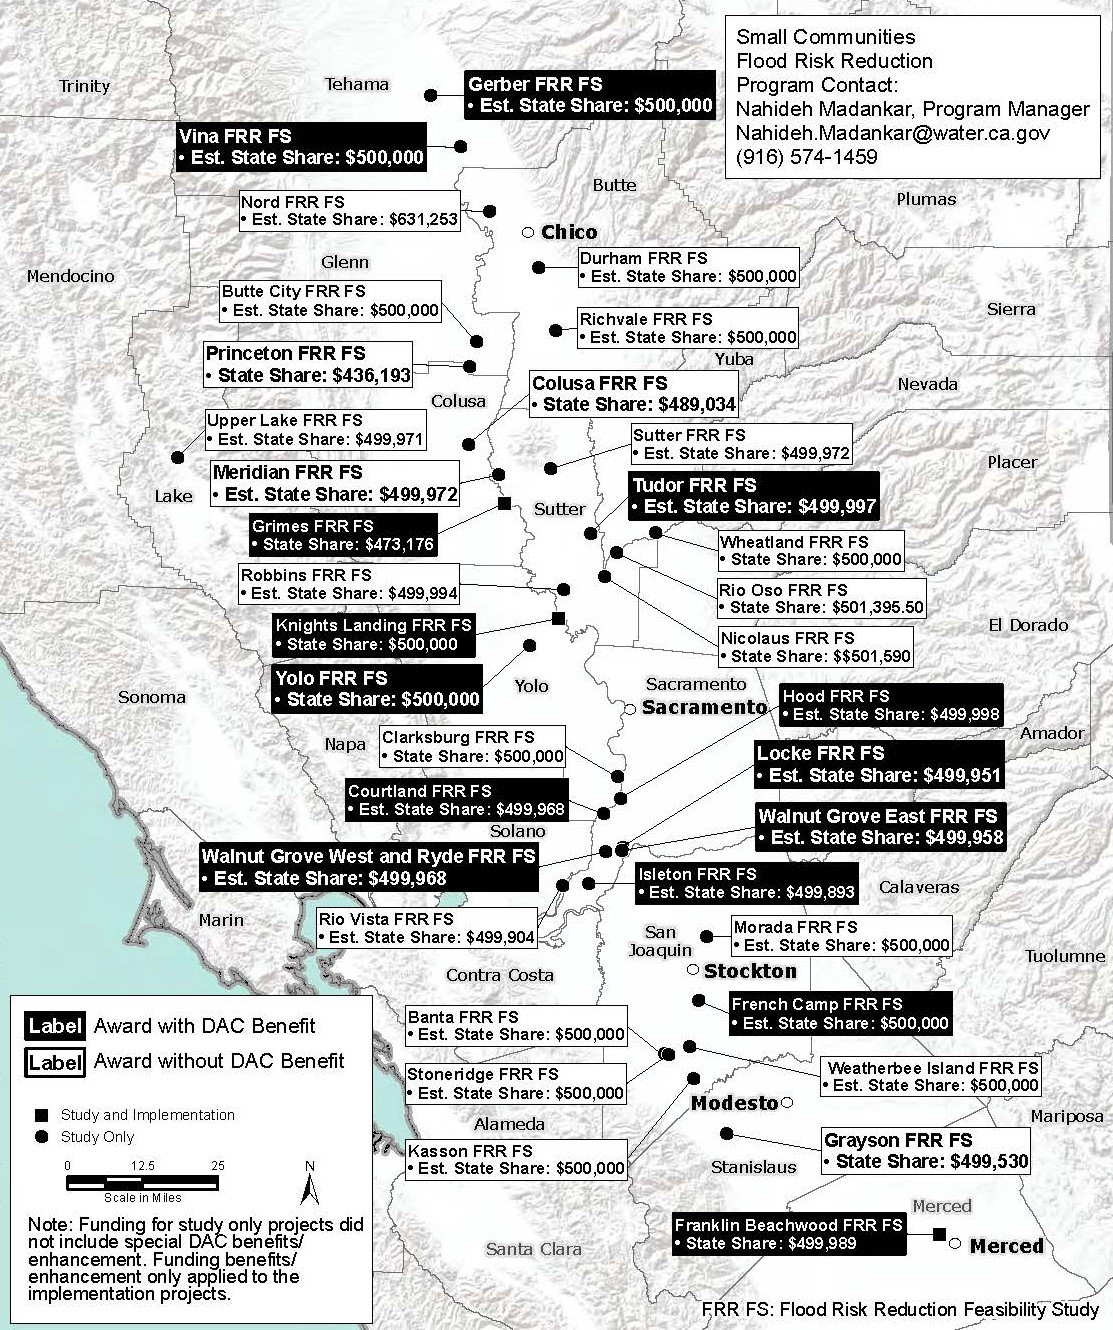 Small Communities
Flood Risk Reduction
Program Contact:
Nahideh Madankar, Program Manager
Nahideh.Madankar@water.ca.gov
(916) 574-1459
Trinity
Tehama
Gerber FRR FS
• Est. State Share: $500,000
Vina FRR FS
• Est. State Share: $500,000
Butte
Plumas
Nord FRR FS
• Est. State Share: $631,253
Chico
Glenn
Mendocino
Durham FRR FS
• Est. State Share: $500,000
Butte City FRR FS
• Est. State Share: $500,000
Sierra
Richvale FRR FS
• Est. State Share: $500,000
Princeton FRR FS
• State Share: $436,193
Yuba
Colusa FRR FS
• State Share: $489,034
Nevada
Colusa
Upper Lake FRR FS
• Est. State Share: $499,971
Sutter FRR FS
• Est. State Share: $499,972
Meridian FRR FS
• Est. State Share: $499,972
Placer
Lake
Tudor FRR FS
• Est. State Share: $499,997
Sutter
Grimes FRR FS
• State Share: $473,176
Wheatland FRR FS
• State Share: $500,000
Robbins FRR FS
• Est. State Share: $499,994
Rio Oso FRR FS
• State Share: $501,395.50
Knights Landing FRR FS
• State Share: $500,000
El Dorado
Nicolaus FRR FS
• State Share: $$501,590
Yolo FRR FS
• State Share: $500,000
Yolo
Sonoma
Sacramento
Sacramento
Hood FRR FS
• Est. State Share: $499,998
Napa
Clarksburg FRR FS
• State Share: $500,000
Amador
Locke FRR FS
• Est. State Share: $499,951
Courtland FRR FS
• Est. State Share: $499,968
Solano
Walnut Grove East FRR FS
• Est. State Share: $499,958
Walnut Grove West and Ryde FRR FS
• Est. State Share: $499,968
Isleton FRR FS
• Est. State Share: $499,893
Calaveras
Marin
Rio Vista FRR FS
• Est. State Share: $499,904
San
Joaquin
Morada FRR FS
• Est. State Share: $500,000
Tuolumne
Contra Costa
Stockton
French Camp FRR FS
• Est. State Share: $500,000
Banta FRR FS
• Est. State Share: $500,000
Stoneridge FRR FS
• Est. State Share: $500,000
Weatherbee Island FRR FS
• Est. State Share: $500,000
Modesto
Alameda
Mariposa
Kasson FRR FS
• Est. State Share: $500,000
Grayson FRR FS
• State Share: $499,530
Stanislaus
Merced
Franklin Beachwood FRR FS
• State Share: $499,989
Merced
Santa Clara
Label Award with DAC Benefit
Label Award without DAC Benefit
Study and Implementation
Study Only
0 12.5 25
Scale in Miles
N
Note: Funding for study only projects did
not include special DAC benefits/
enhancement. Funding benefits/
enhancement only applied to the
implementation projects.
FRR FS: Flood Risk Reduction Feasibility Study